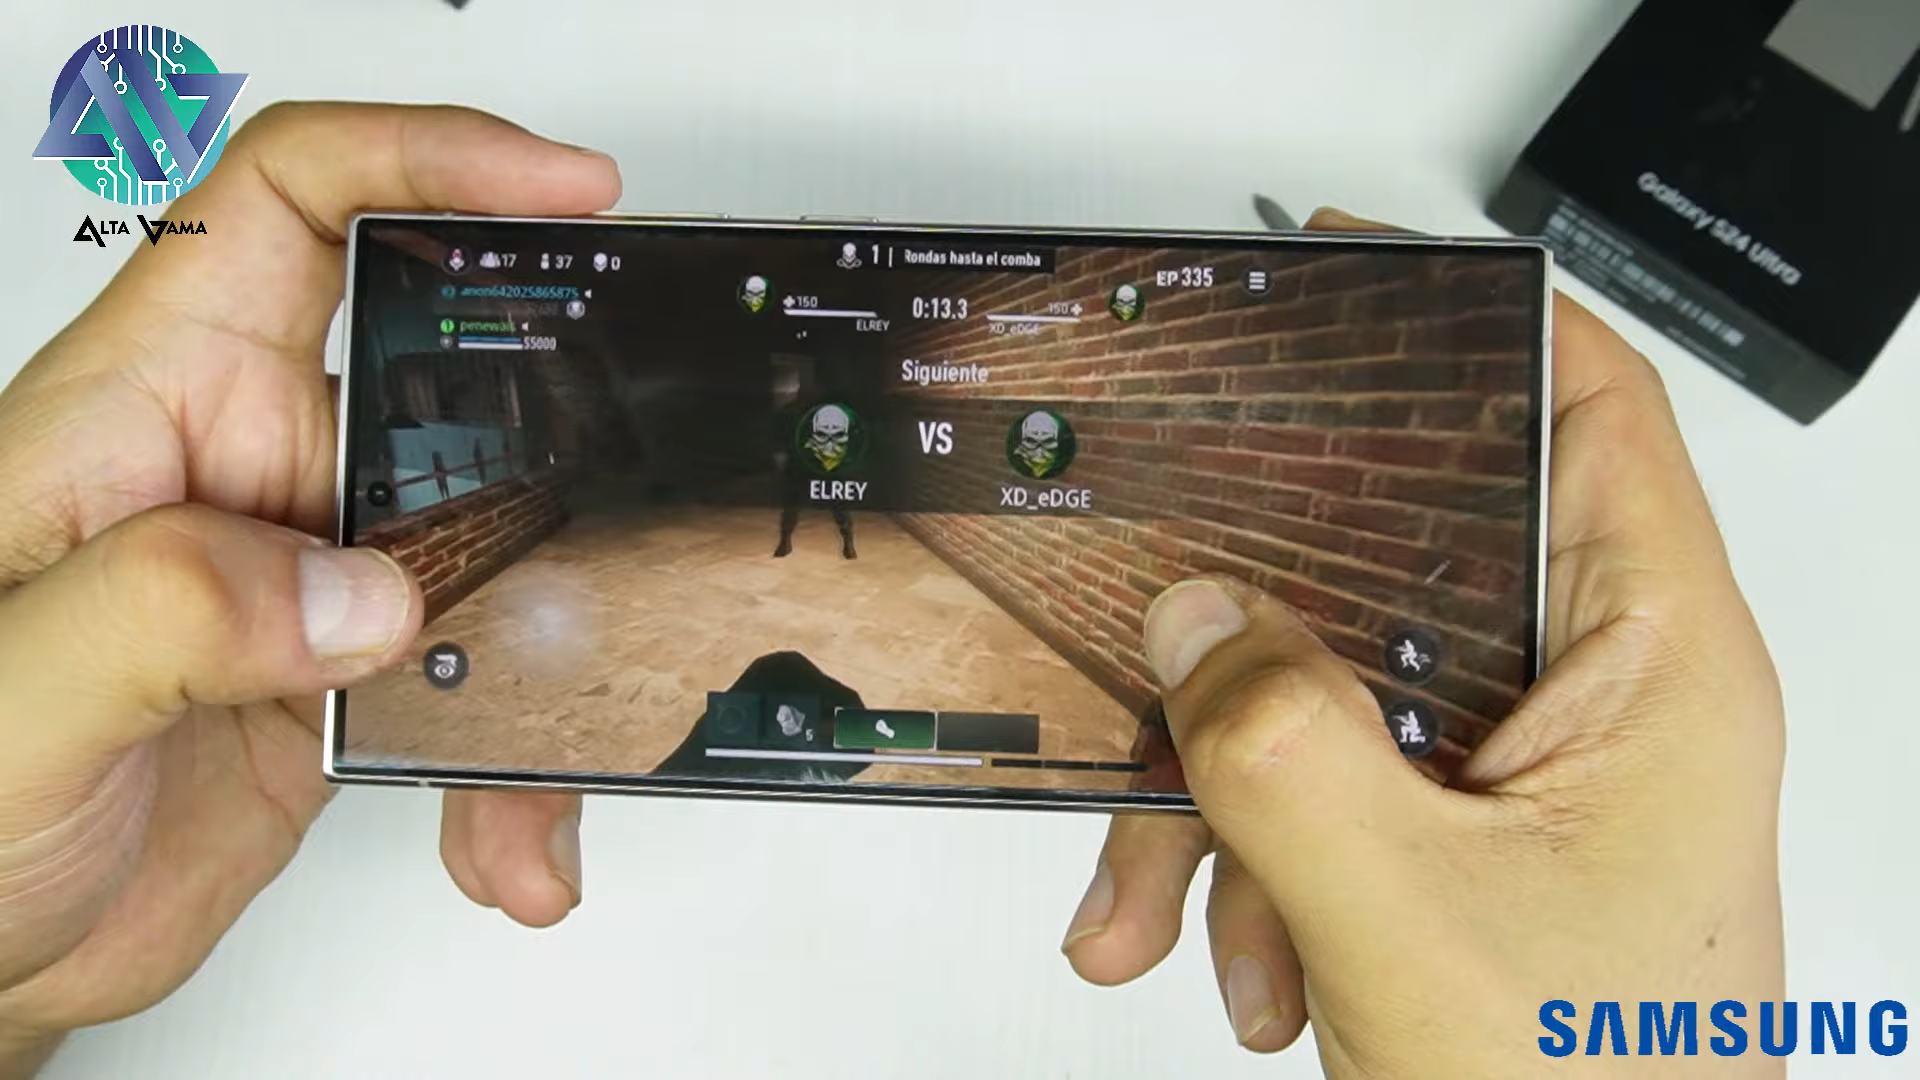 ALTA GAMA
17 37 0
anon642025865875
penewais
55000
1 | Rondas hasta el comba
150 0:13.3 150
ELREY XD_eDGE
EP 335
Siguiente
VS
ELREY XD_eDGE
5
Galaxy S24 Ultra
SAMSUNG